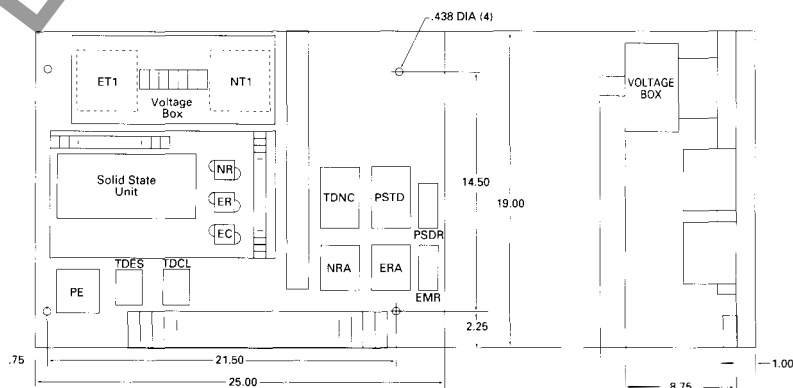 .438 DIA (4)
ET1
NT1
Voltage
Box
VOLTAGE
BOX
NR
Solid State
Unit
ER
EC
14.50
19.00
TDNC
PSTD
PSDR
TDES
TDCL
NRA
ERA
PE
EMR
2.25
.75
21.50
1.00
25.00
8.75